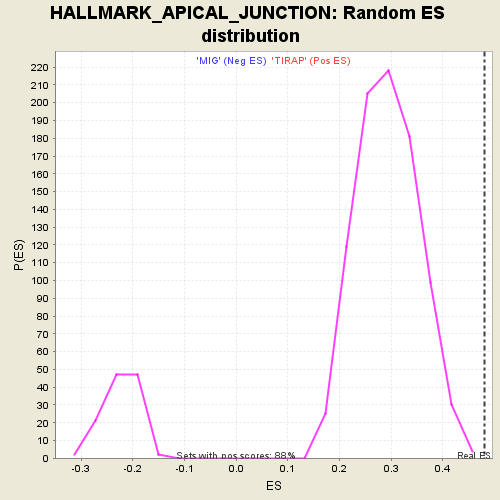 HALLMARK_APICAL_JUNCTION: Random ES
distribution
'MIG' (Neg ES) 'TIRAP' (Pos ES)
220
210
200
190
180
170
160
150
140
130
120
110
100
90
80
70
60
50
40
30
20
10
0
P(ES)
Sets with pos scores: 88%
Real ES
-0.3 -0.2 -0.1 0.0 0.1 0.2 0.3 0.4
ES